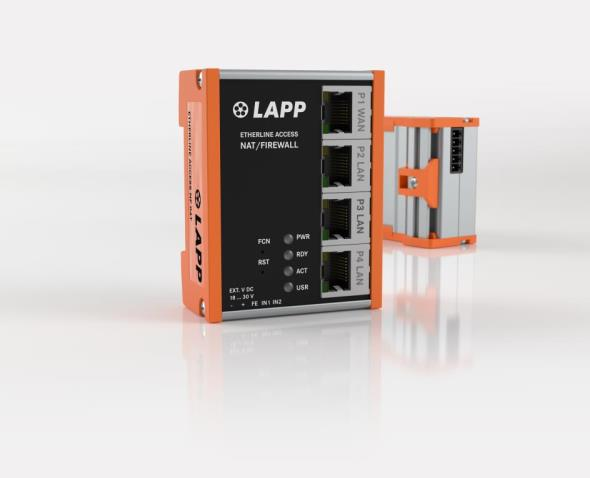 LAPP
ETHERLINE ACCESS
NAT/FIREWALL
P1 WAN
P2 LAN
P3 LAN
P4 LAN
FCN
RST
PWR
RDY
ACT
USR
EXT. V DC
18 ... 30 V
- + FE IN1 IN2
LAPP